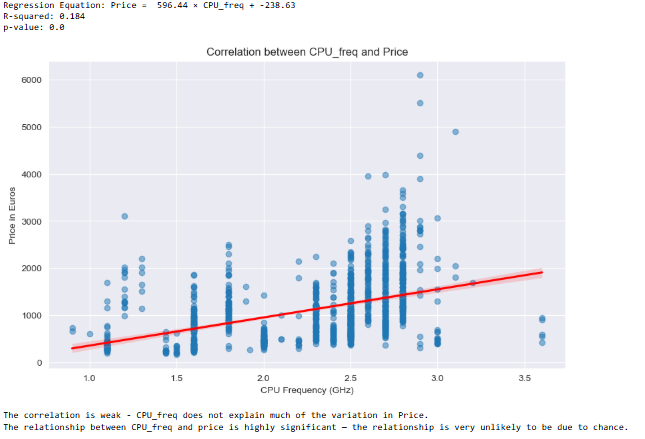 Regression Equation: Price =  596.44 × CPU_freq + -238.63
R-squared: 0.184
p-value: 0.0
Correlation between CPU_freq and Price
6000
5000
4000
3000
2000
1000
0
Price in Euros
1.0 1.5 2.0 2.5 3.0 3.5
CPU Frequency (GHz)
The correlation is weak - CPU_freq does not explain much of the variation in Price.
The relationship between CPU_freq and price is highly significant — the relationship is very unlikely to be due to chance.